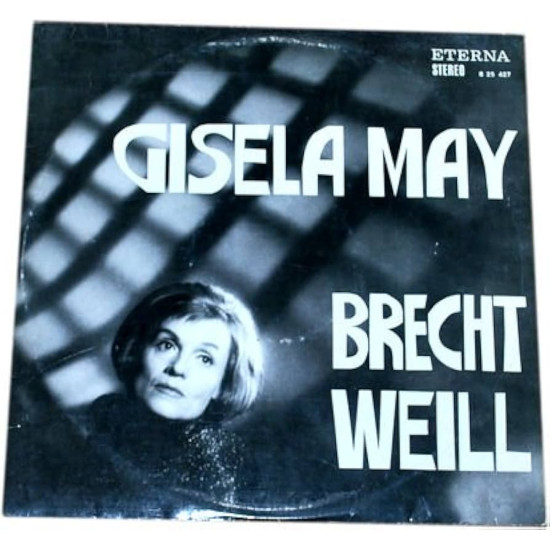 ETERNA
STEREO 8 25 427
GISELA MAY
BRECHT
WEILL